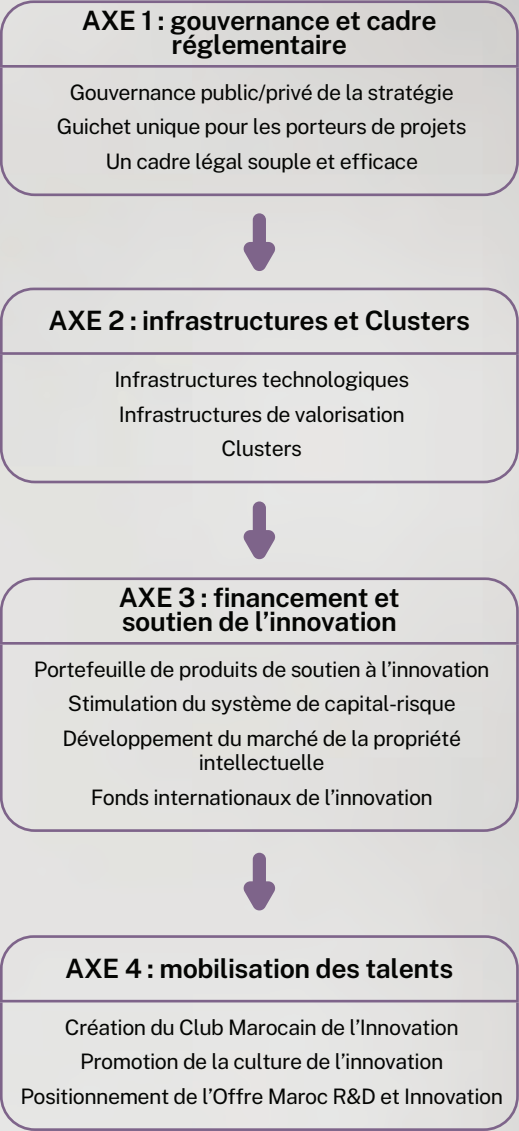 AXE 1 : gouvernance et cadre
réglementaire
Gouvernance public/privé de la stratégie
Guichet unique pour les porteurs de projets
Un cadre légal souple et efficace
AXE 2 : infrastructures et Clusters
Infrastructures technologiques
Infrastructures de valorisation
Clusters
AXE 3 : financement et
soutien de l’innovation
Portefeuille de produits de soutien à l’innovation
Stimulation du système de capital-risque
Développement du marché de la propriété
intellectuelle
Fonds internationaux de l’innovation
AXE 4 : mobilisation des talents
Création du Club Marocain de l’Innovation
Promotion de la culture de l’innovation
Positionnement de l’Offre Maroc R&D et Innovation